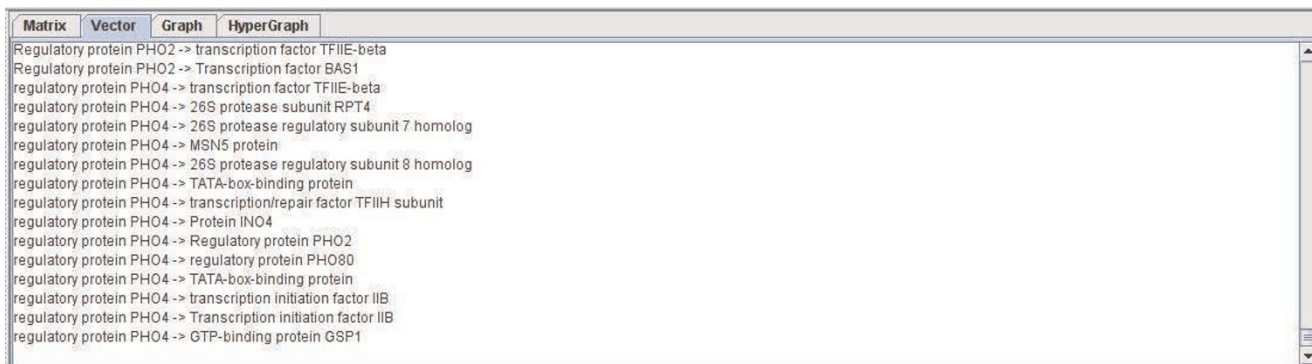 Matrix Vector Graph HyperGraph
Regulatory protein PHO2 -> transcription factor TFIIE-beta
Regulatory protein PHO2 -> Transcription factor BAS1
regulatory protein PHO4 -> transcription factor TFIIE-beta
regulatory protein PHO4 -> 26S protease subunit RPT4
regulatory protein PHO4 -> 26S protease regulatory subunit 7 homolog
regulatory protein PHO4 -> MSN5 protein
regulatory protein PHO4 -> 26S protease regulatory subunit 8 homolog
regulatory protein PHO4 -> TATA-box-binding protein
regulatory protein PHO4 -> transcription/repair factor TFIIH subunit
regulatory protein PHO4 -> Protein INO4
regulatory protein PHO4 -> Regulatory protein PHO2
regulatory protein PHO4 -> regulatory protein PHO80
regulatory protein PHO4 -> TATA-box-binding protein
regulatory protein PHO4 -> transcription initiation factor IIB
regulatory protein PHO4 -> Transcription initiation factor IIB
regulatory protein PHO4 -> GTP-binding protein GSP1